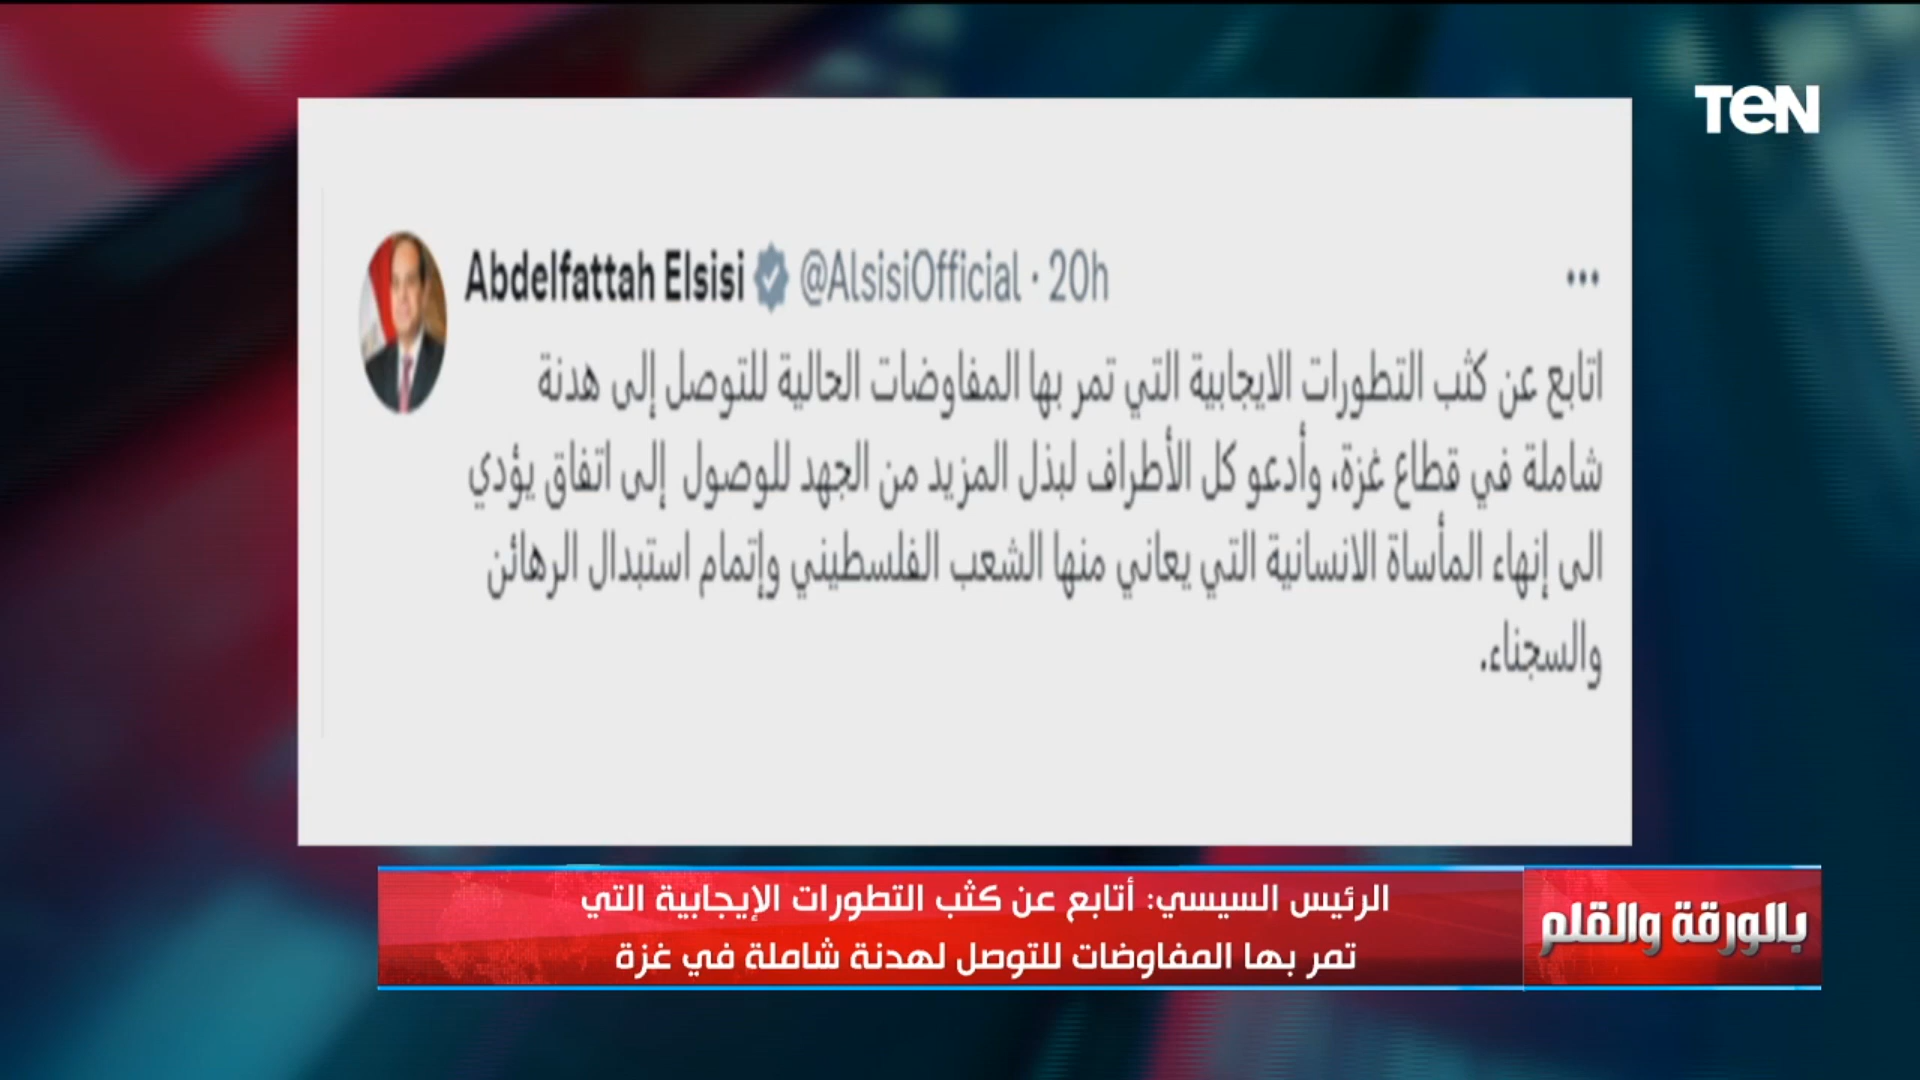 TeN
Abdelfattah Elsisi @AlsisiOfficial · 20h
اتابع عن كثب التطورات الايجابية التي تمر بها المفاوضات الحالية للتوصل إلى هدنة
شاملة في قطاع غزة، وأدعو كل الأطراف لبذل المزيد من الجهد للوصول إلى اتفاق يؤدي
الى إنهاء المأساة الانسانية التي يعاني منها الشعب الفلسطيني وإتمام استبدال الرهائن
والسجناء.
بالورقة والقلم
الرئيس السيسي: أتابع عن كثب التطورات الإيجابية التي
تمر بها المفاوضات للتوصل لهدنة شاملة في غزة